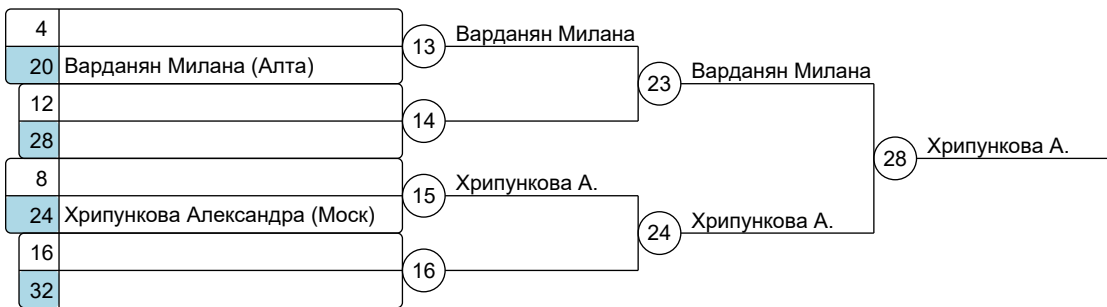 4
20 Варданян Милана (Алта)
12
28
8
24 Хрипункова Александра (Моск)
16
32
13 Варданян Милана
14
15 Хрипункова А.
16
23 Варданян Милана
24 Хрипункова А.
28 Хрипункова А.